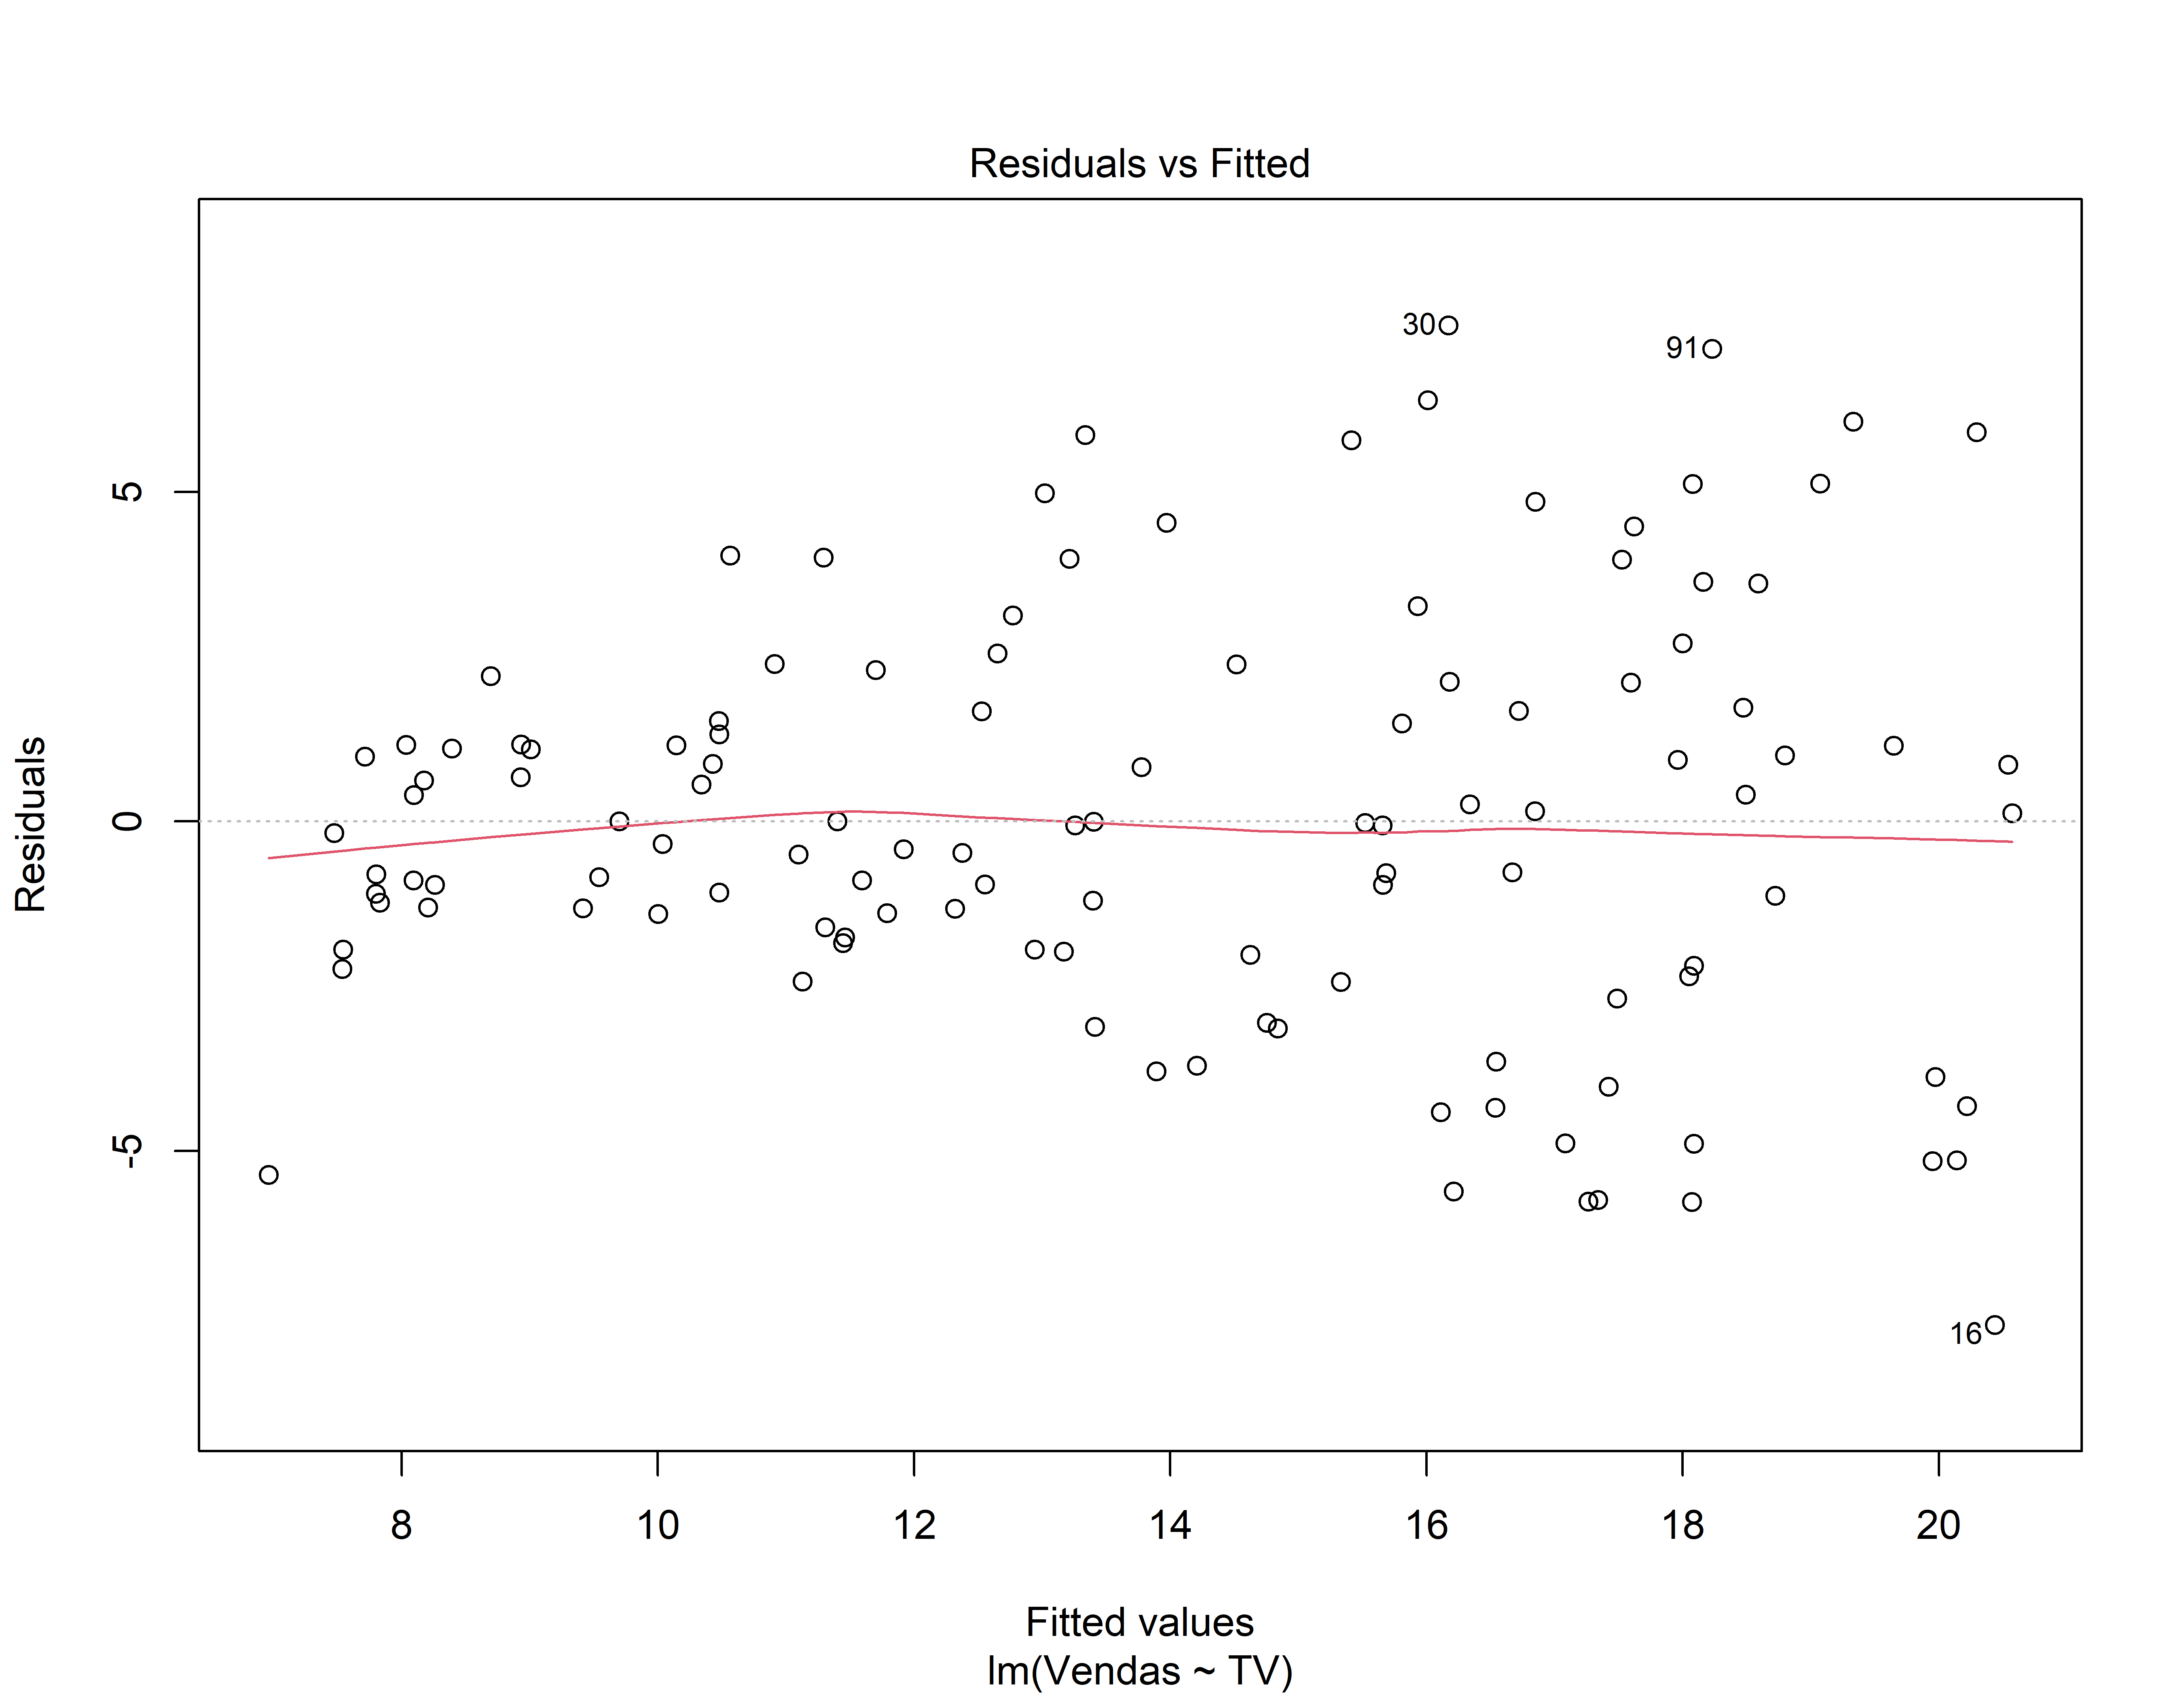 Residuals vs Fitted
Residuals
5
0
-5
30
91
16
8 10 12 14 16 18 20
Fitted values
lm(Vendas ~ TV)